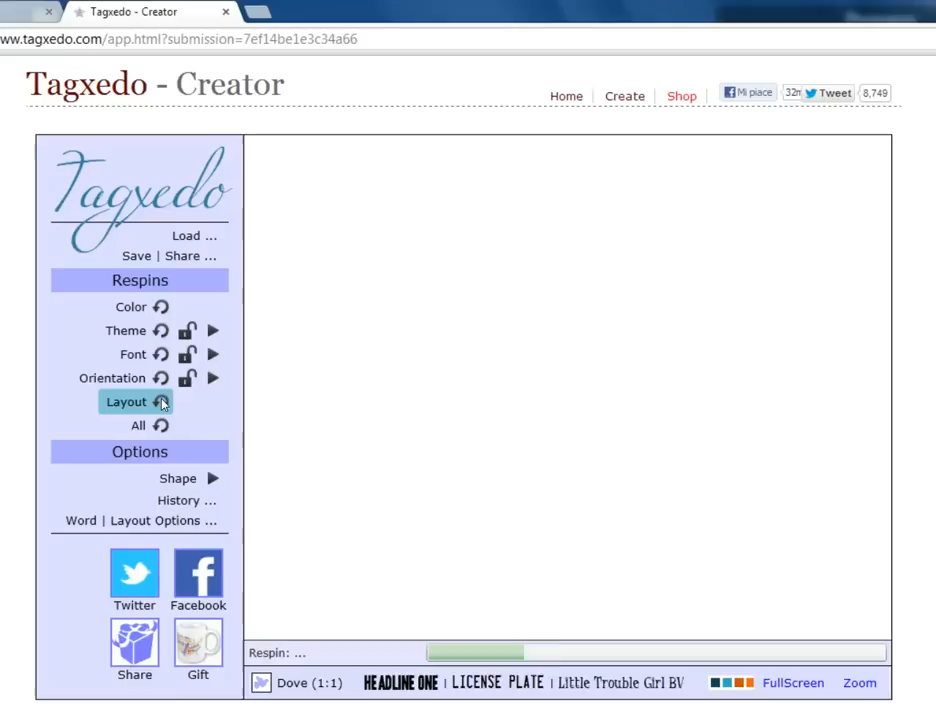 Tagxedo - Creator
ww.tagxedo.com/app.html?submission=7ef14be1e3c34a66
Tagxedo - Creator
Home
Create
Shop
Mi piace
Tweet
8,749
Tagxedo
Load ...
Save | Share ...
Respins
Color
Theme
Font
Orientation
Layout
All
Options
Shape
History ...
Word | Layout Options ...
Twitter
Facebook
Share
Gift
Respin: ...
Dove (1:1)
HEADLINE ONE | LICENSE PLATE | Little Trouble Girl BV
FullScreen
Zoom